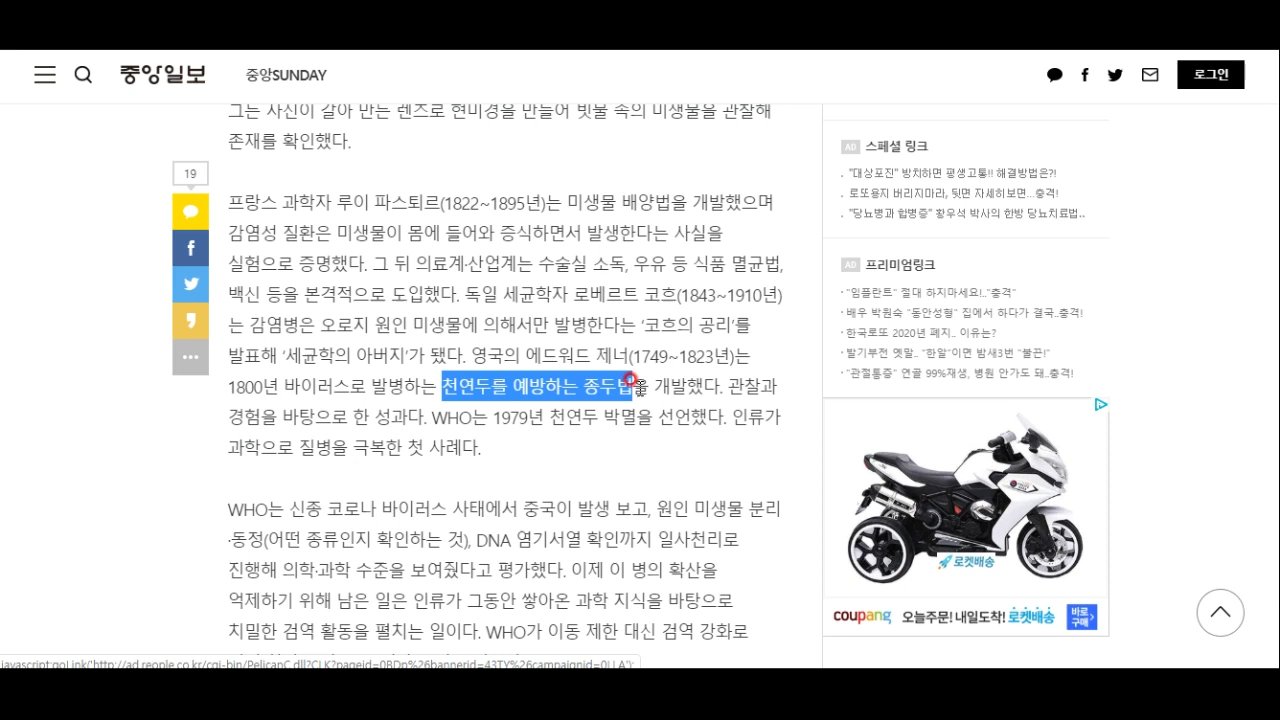 중앙일보
중앙SUNDAY
로그인
그는 자신이 갈아 만든 렌즈로 현미경을 만들어 빗물 속의 미생물을 관찰해
존재를 확인했다.
19
프랑스 과학자 루이 파스퇴르(1822~1895년)는 미생물 배양법을 개발했으며
감염성 질환은 미생물이 몸에 들어와 증식하면서 발생한다는 사실을
실험으로 증명했다. 그 뒤 의료계·산업계는 수술실 소독, 우유 등 식품 멸균법,
백신 등을 본격적으로 도입했다. 독일 세균학자 로베르트 코흐(1843~1910년)
는 감염병은 오로지 원인 미생물에 의해서만 발병한다는 ‘코흐의 공리’를
발표해 ‘세균학의 아버지’가 됐다. 영국의 에드워드 제너(1749~1823년)는
1800년 바이러스로 발병하는 천연두를 예방하는 종두법을 개발했다. 관찰과
경험을 바탕으로 한 성과다. WHO는 1979년 천연두 박멸을 선언했다. 인류가
과학으로 질병을 극복한 첫 사례다.
WHO는 신종 코로나 바이러스 사태에서 중국이 발생 보고, 원인 미생물 분리
·동정(어떤 종류인지 확인하는 것), DNA 염기서열 확인까지 일사천리로
진행해 의학·과학 수준을 보여줬다고 평가했다. 이제 이 병의 확산을
억제하기 위해 남은 일은 인류가 그동안 쌓아온 과학 지식을 바탕으로
치밀한 검역 활동을 펼치는 일이다. WHO가 이동 제한 대신 검역 강화로
AD 스페셜 링크
. "대상포진" 방치하면 평생고통!! 해결방법은?!
. 로또용지 버리지마라, 뒷면 자세히보면...충격!
. "당뇨병과 합병증" 황우석 박사의 한방 당뇨치료법..
AD 프리미엄링크
· "임플란트" 절대 하지마세요!.."충격"
· 배우 박원숙 "동안성형" 집에서 하다가 결국..충격!
· 한국로또 2020년 폐지.. 이유는?
· 발기부전 옛말.. "한알"이면 밤새3번 "불끈!"
· "관절통증" 연골 99%재생, 병원 안가도 돼..충격!
로켓배송
coupang 오늘주문! 내일도착! 로켓배송 바로구매
javascript:goLink('http://ad.reople.co.kr/cgi-bin/PelicanC.dll?CLK?pageid=0BDp%26bannerid=43TY%26campaignid=0LLA');